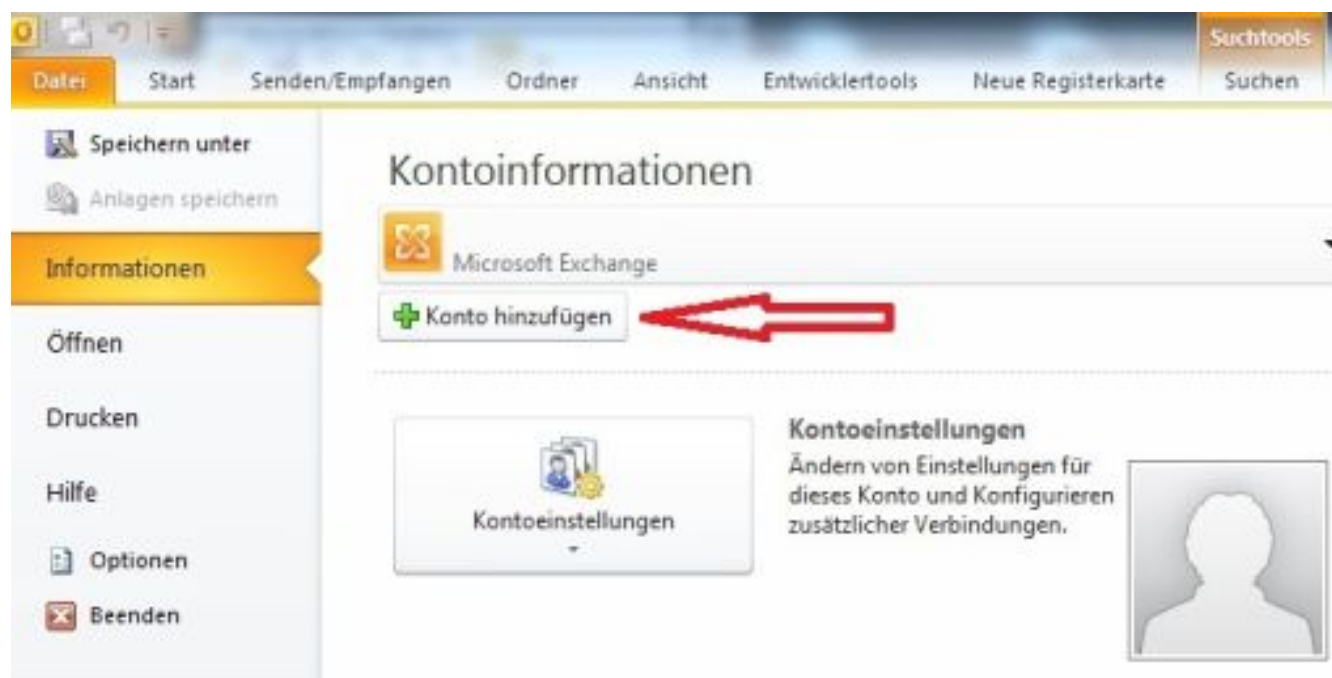 Suchtools
Datei Start Senden/Empfangen Ordner Ansicht Entwicklertools Neue Registerkarte Suchen
Speichern unter
Anlagen speichern
Informationen
Öffnen
Drucken
Hilfe
Optionen
Beenden
Kontoinformationen
Microsoft Exchange
Konto hinzufügen
Kontoeinstellungen
Kontoeinstellungen
Ändern von Einstellungen für
dieses Konto und Konfigurieren
zusätzlicher Verbindungen.